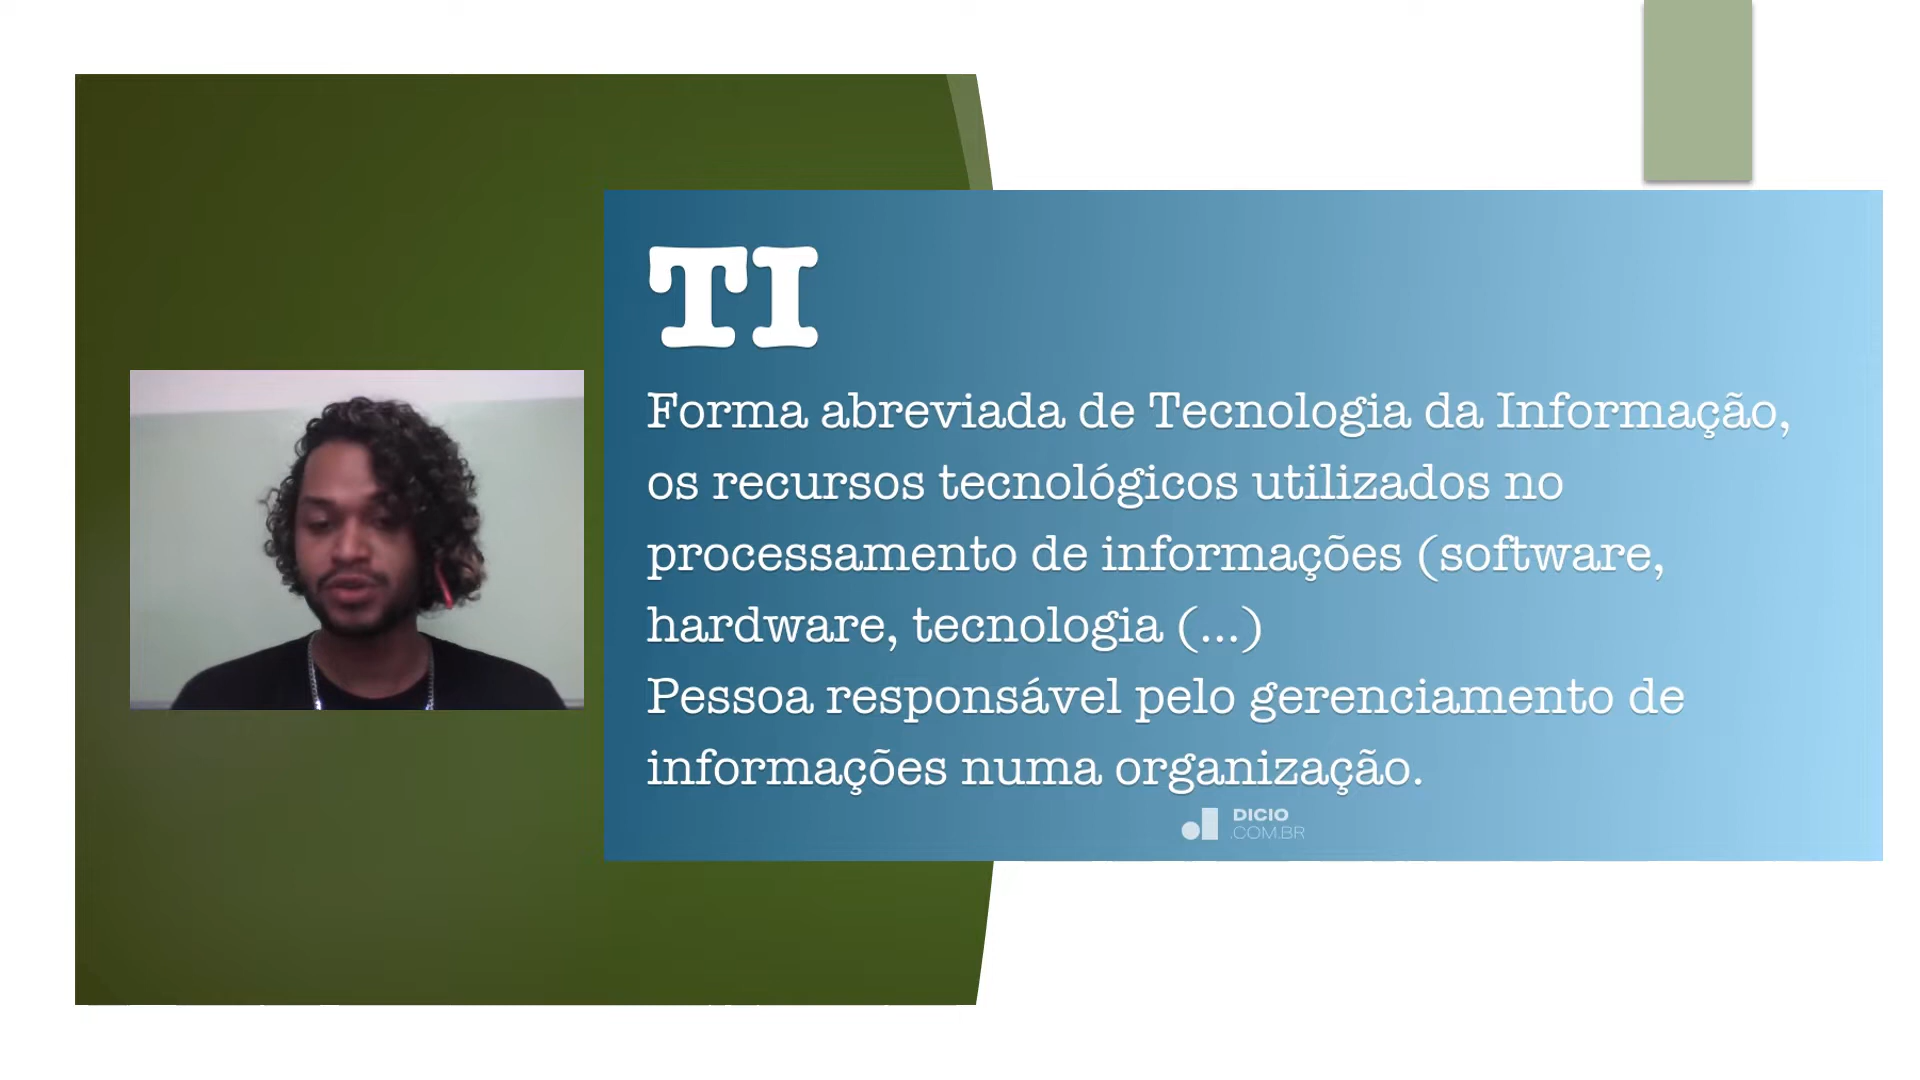 TI
Forma abreviada de Tecnologia da Informação,
os recursos tecnológicos utilizados no
processamento de informações (software,
hardware, tecnologia (...)
Pessoa responsável pelo gerenciamento de
informações numa organização.
DICIO
.COM.BR